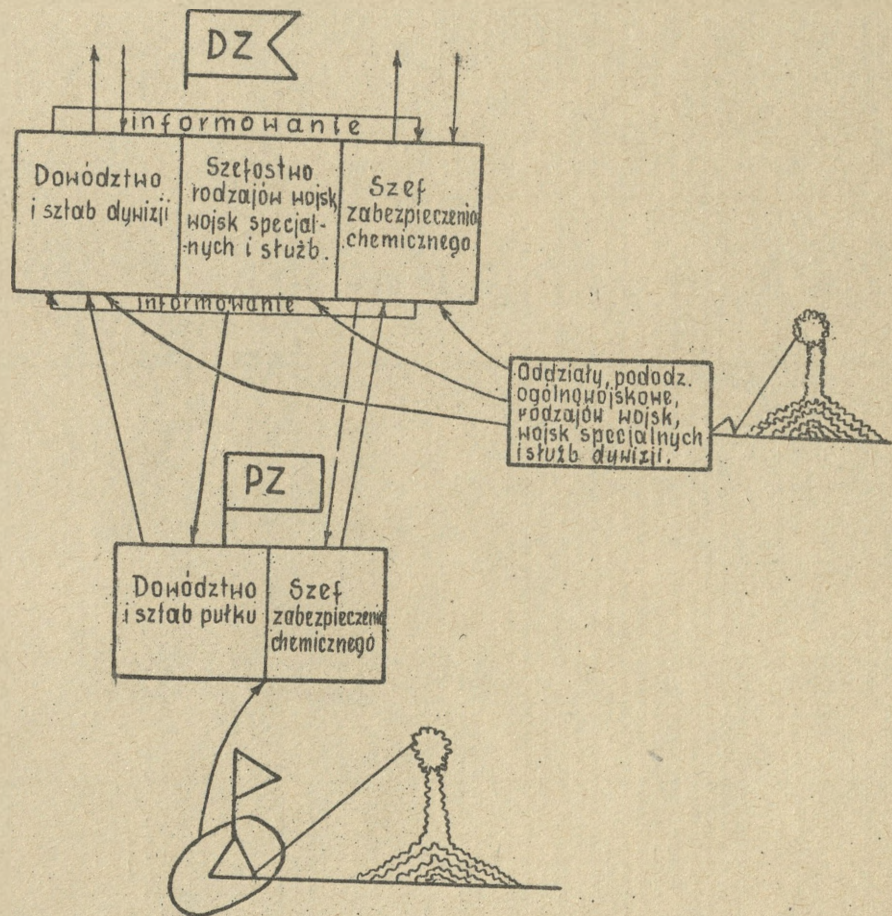 DZ
informowanie
Dowództwo
i sztab dywizji
Szefostwo
rodzajów wojsk,
wojsk specjal-
-nych i służb.
Szef
zabezpieczenia
chemicznego
informowanie
Oddziały, pododz.
ogólnowojskowe,
rodzajów wojsk,
wojsk specjalnych
i służb dywizji.
PZ
Dowództwo
i sztab pułku
Szef
zabezpieczenia
chemicznego